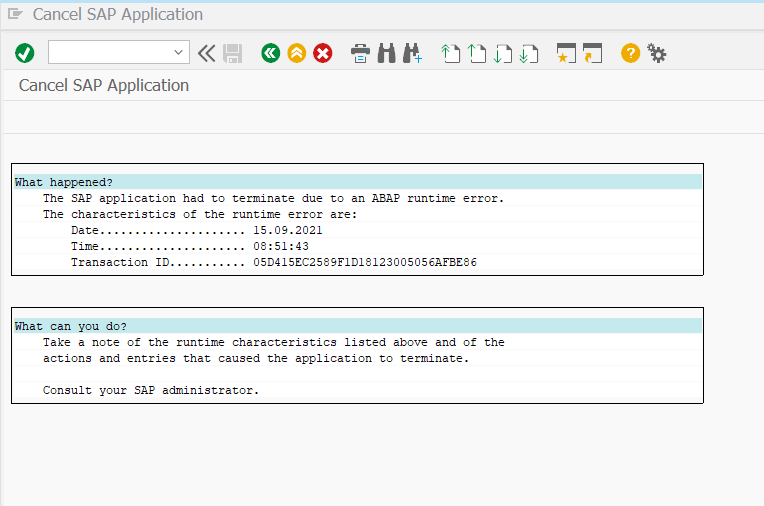 Cancel SAP Application
Cancel SAP Application
What happened?
The SAP application had to terminate due to an ABAP runtime error.
The characteristics of the runtime error are:
Date..................... 15.09.2021
Time..................... 08:51:43
Transaction ID........... 05D415EC2589F1D18123005056AFBE86
What can you do?
Take a note of the runtime characteristics listed above and of the
actions and entries that caused the application to terminate.
Consult your SAP administrator.